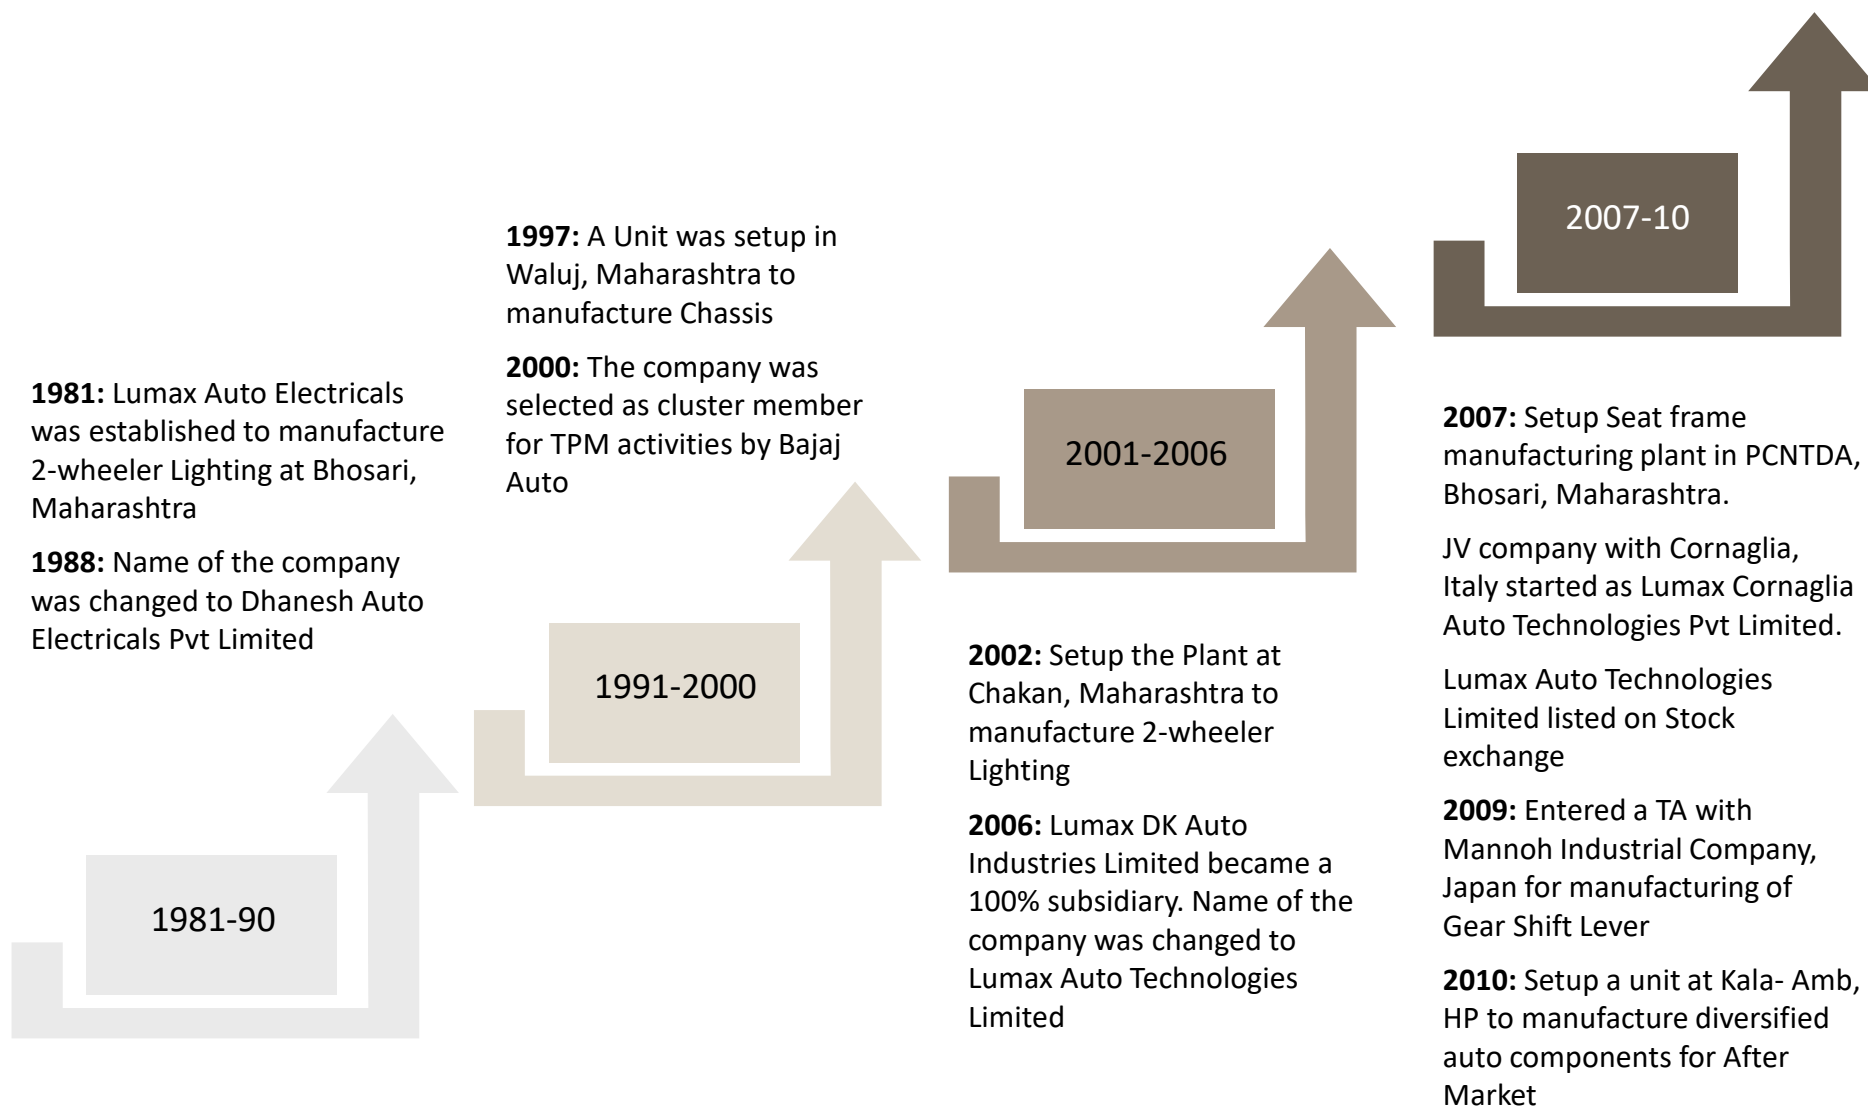 1981: Lumax Auto Electricals
was established to manufacture
2-wheeler Lighting at Bhosari,
Maharashtra
1988: Name of the company
was changed to Dhanesh Auto
Electricals Pvt Limited
1981-90
1997: A Unit was setup in
Waluj, Maharashtra to
manufacture Chassis
2000: The company was
selected as cluster member
for TPM activities by Bajaj
Auto
1991-2000
2001-2006
2002: Setup the Plant at
Chakan, Maharashtra to
manufacture 2-wheeler
Lighting
2006: Lumax DK Auto
Industries Limited became a
100% subsidiary. Name of the
company was changed to
Lumax Auto Technologies
Limited
2007-10
2007: Setup Seat frame
manufacturing plant in PCNTDA,
Bhosari, Maharashtra.
JV company with Cornaglia,
Italy started as Lumax Cornaglia
Auto Technologies Pvt Limited.
Lumax Auto Technologies
Limited listed on Stock
exchange
2009: Entered a TA with
Mannoh Industrial Company,
Japan for manufacturing of
Gear Shift Lever
2010: Setup a unit at Kala- Amb,
HP to manufacture diversified
auto components for After
Market